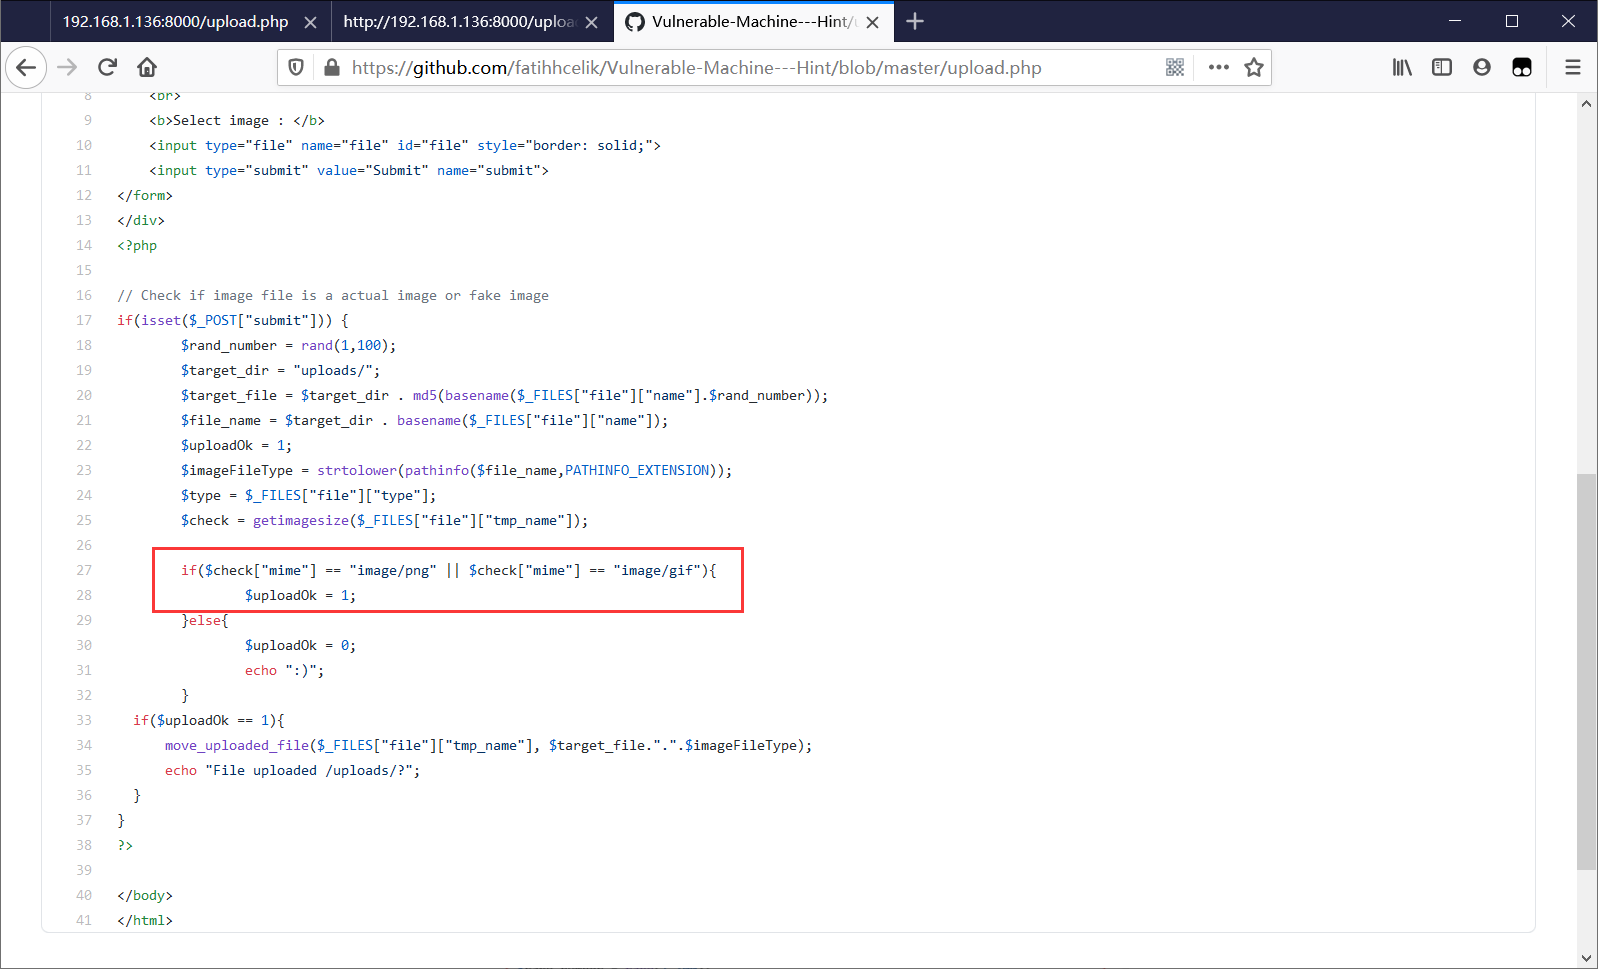 192.168.1.136:8000/upload.php
http://192.168.1.136:8000/uploa
Vulnerable-Machine---Hint/u
https://github.com/fatihhcelik/Vulnerable-Machine---Hint/blob/master/upload.php
8 <br>
9 <b>Select image : </b>
10 <input type="file" name="file" id="file" style="border: solid;">
11 <input type="submit" value="Submit" name="submit">
12 </form>
13 </div>
14 <?php
15
16 // Check if image file is a actual image or fake image
17 if(isset($_POST["submit"])) {
18 $rand_number = rand(1,100);
19 $target_dir = "uploads/";
20 $target_file = $target_dir . md5(basename($_FILES["file"]["name"].$rand_number));
21 $file_name = $target_dir . basename($_FILES["file"]["name"]);
22 $uploadOk = 1;
23 $imageFileType = strtolower(pathinfo($file_name,PATHINFO_EXTENSION));
24 $type = $_FILES["file"]["type"];
25 $check = getimagesize($_FILES["file"]["tmp_name"]);
26
27 if($check["mime"] == "image/png" || $check["mime"] == "image/gif"){
28 $uploadOk = 1;
29 }else{
30 $uploadOk = 0;
31 echo ":)";
32 }
33 if($uploadOk == 1){
34 move_uploaded_file($_FILES["file"]["tmp_name"], $target_file.".".$imageFileType);
35 echo "File uploaded /uploads/?";
36 }
37 }
38 ?>
39
40 </body>
41 </html>